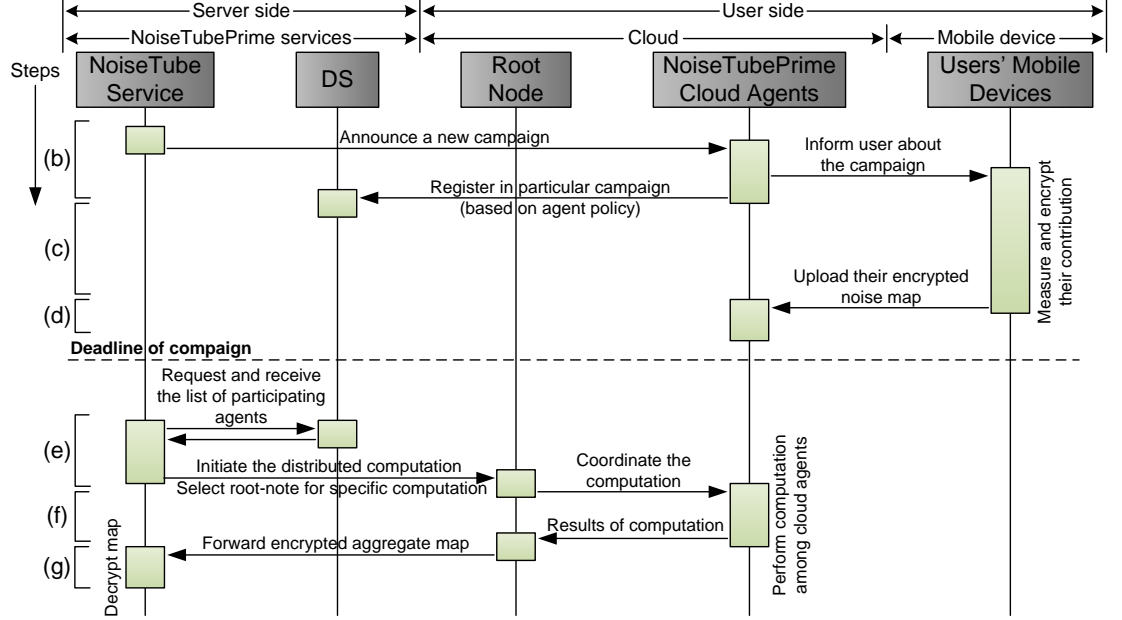 Server side
User side
NoiseTubePrime services
Cloud
Mobile device
Steps
NoiseTube
Service
DS
Root
Node
NoiseTubePrime
Cloud Agents
Users' Mobile
Devices
(b)
Announce a new campaign
Inform user about
the campaign
Register in particular campaign
(based on agent policy)
(c)
Measure and encrypt
their contribution
Upload their encrypted
noise map
(d)
Deadline of compaign
Request and receive
the list of participating
agents
(e)
Initiate the distributed computation
Select root-note for specific computation
Coordinate the
computation
Perform computation
among cloud agents
(f)
Results of computation
Forward encrypted aggregate map
(g)
Decrypt map